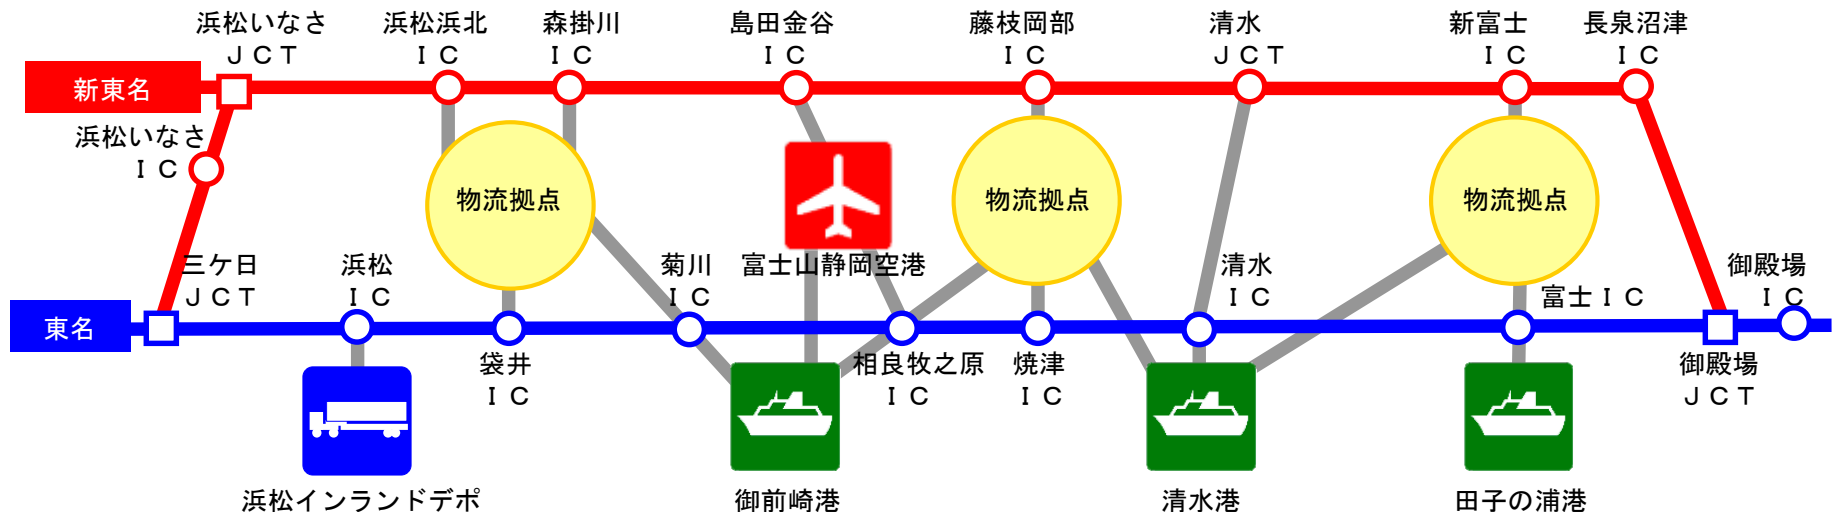 浜松いなさ
ＪＣＴ
浜松浜北
ＩＣ
森掛川
ＩＣ
島田金谷
ＩＣ
藤枝岡部
ＩＣ
清水
ＪＣＴ
新富士
ＩＣ
長泉沼津
ＩＣ
新東名
浜松いなさ
ＩＣ
物流拠点
物流拠点
物流拠点
三ケ日
ＪＣＴ
浜松
ＩＣ
菊川
ＩＣ
富士山静岡空港
清水
ＩＣ
富士ＩＣ
御殿場
ＩＣ
東名
袋井
ＩＣ
相良牧之原
ＩＣ
焼津
ＩＣ
御殿場
ＪＣＴ
浜松インランドデポ
御前崎港
清水港
田子の浦港